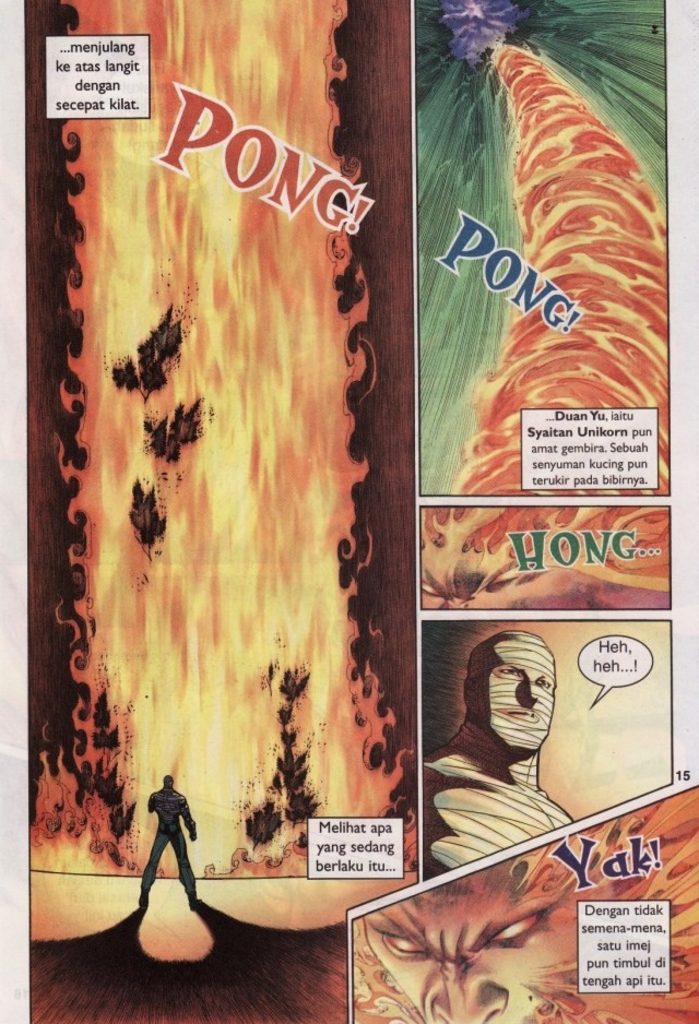 ...menjulang
ke atas langit
dengan
secepat kilat.
PONG!
Melihat apa
yang sedang
berlaku itu...
PONG!
...Duan Yu, iaitu
Syaitan Unikorn pun
amat gembira. Sebuah
senyuman kucing pun
terukir pada bibirnya.
HONG...
Heh,
heh...!
15
Yak!
Dengan tidak
semena-mena,
satu imej
pun timbul di
tengah api itu.